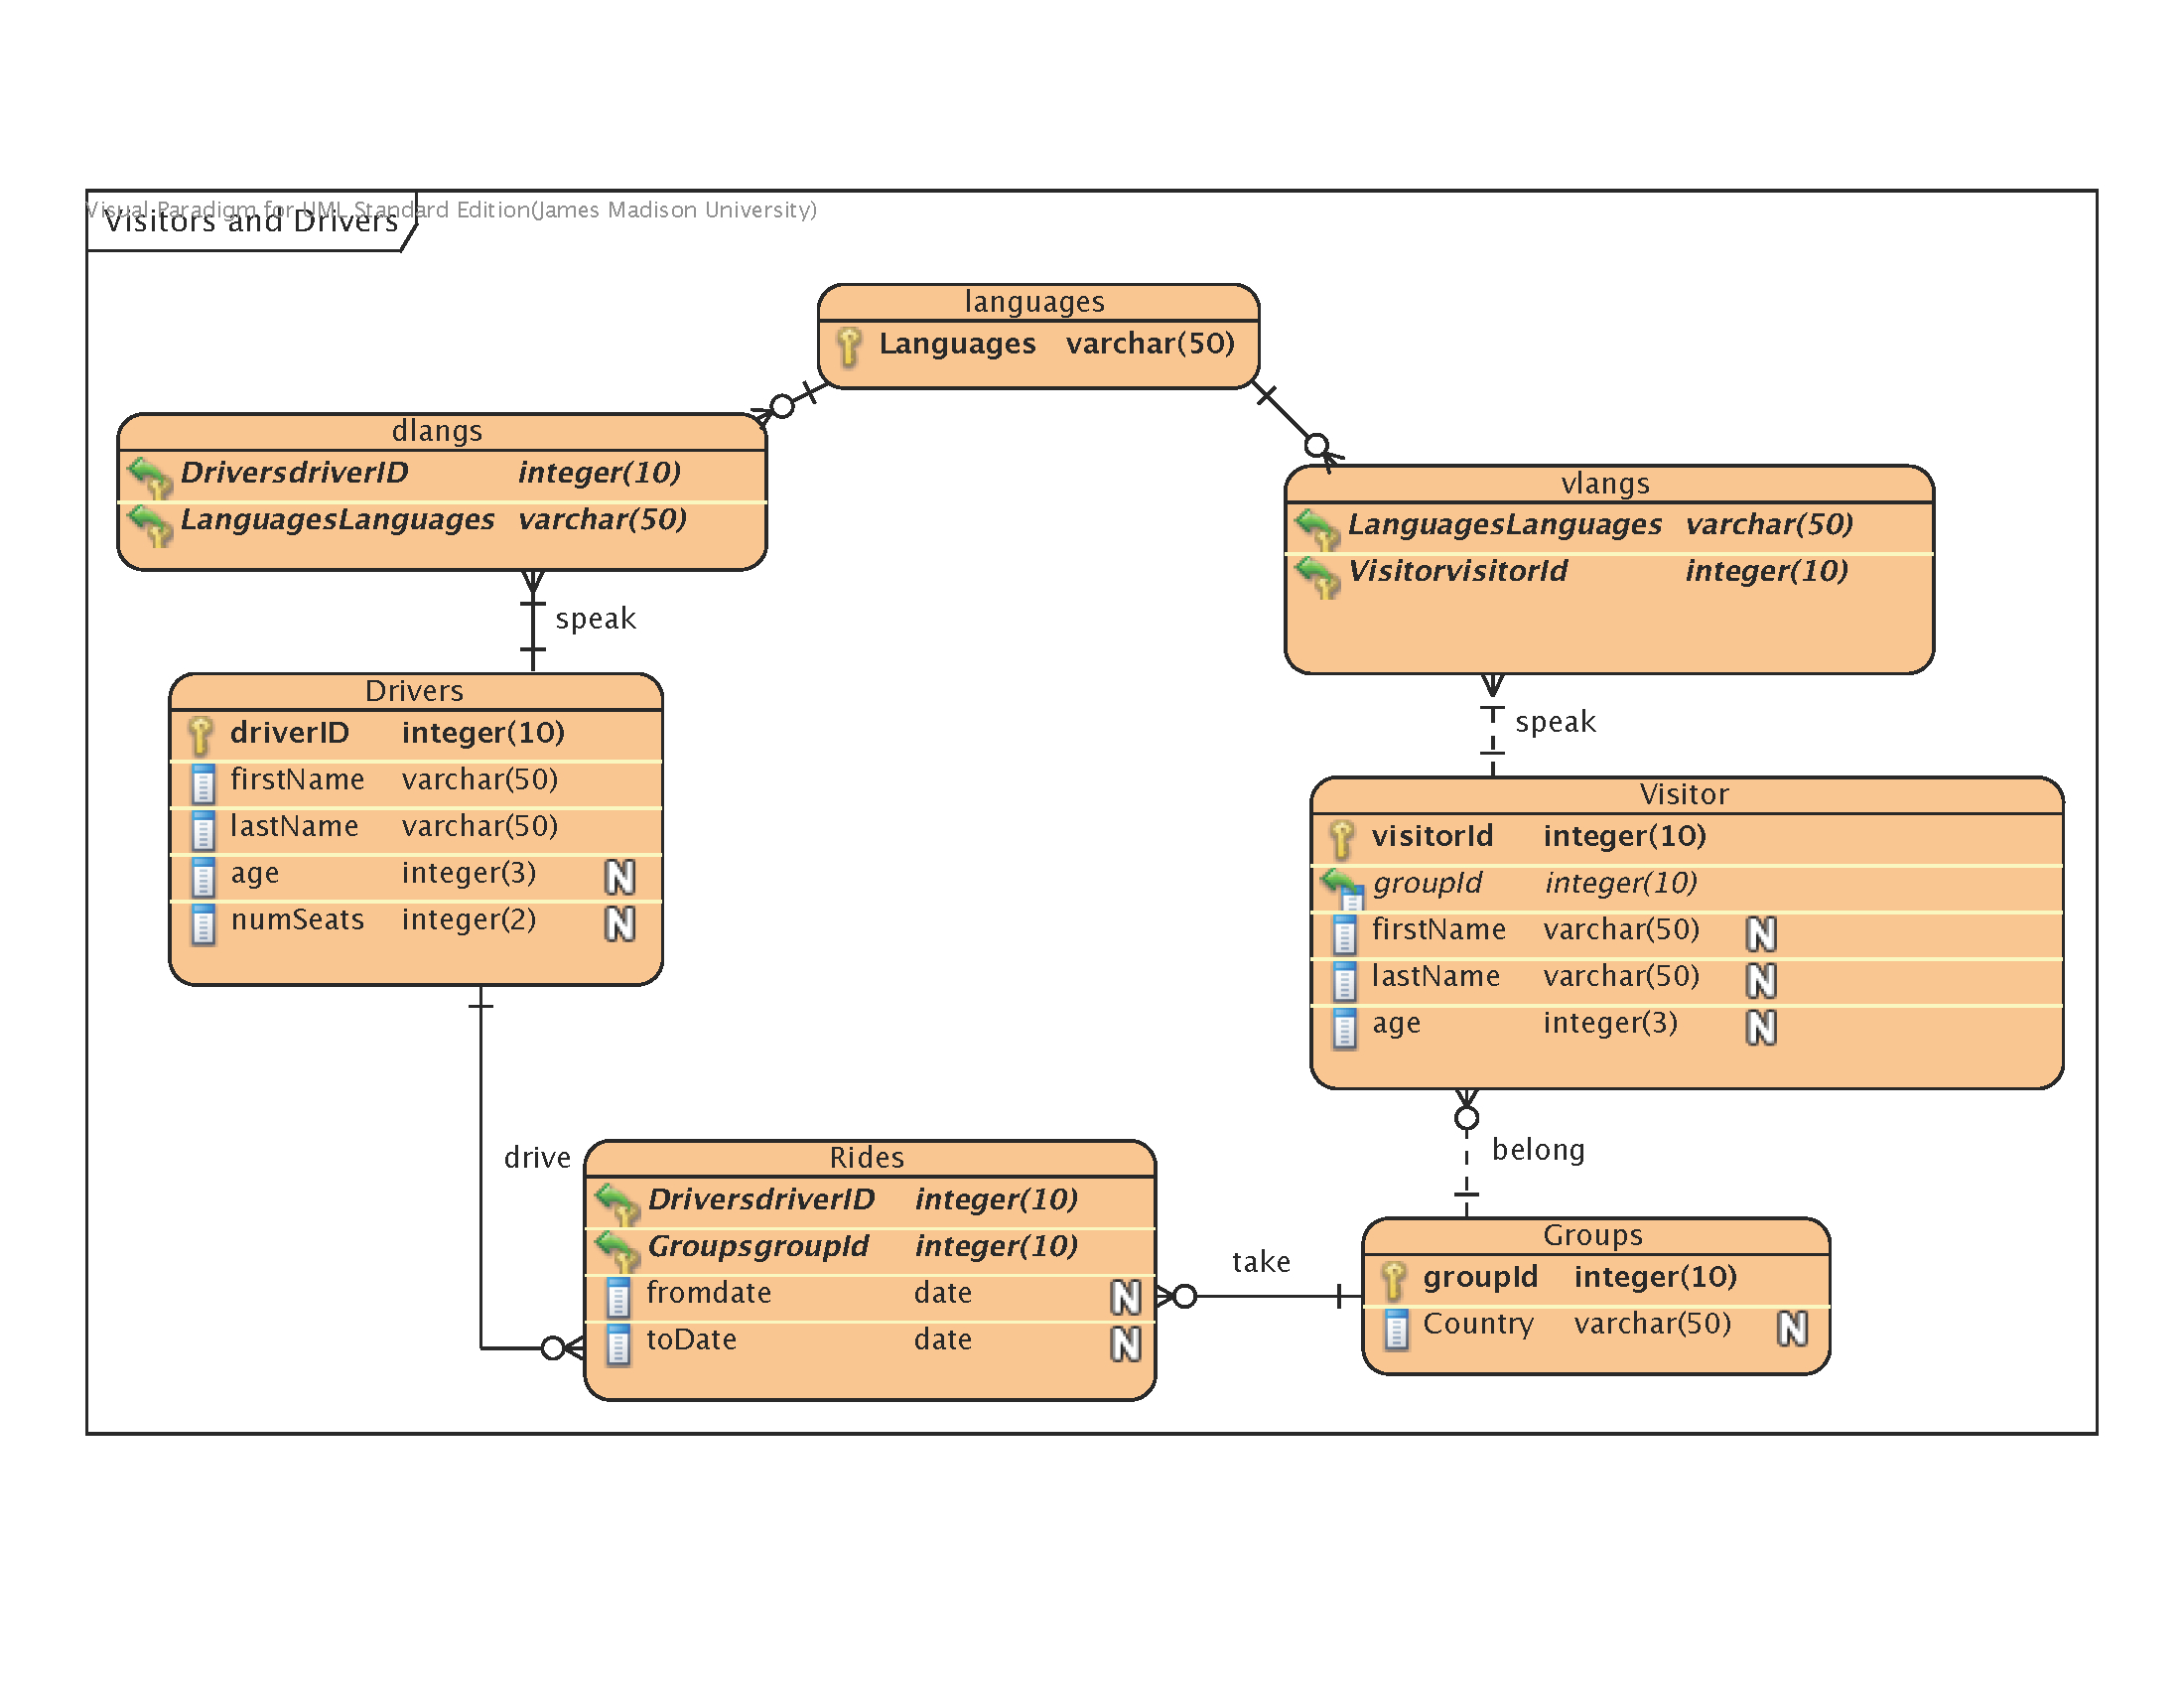 Visual Paradigm for UML Standard Edition(James Madison University)
Visitors and Drivers
languages
Languages varchar(50)
dlangs
DriversdriverID integer(10)
LanguagesLanguages varchar(50)
vlangs
LanguagesLanguages varchar(50)
VisitorvisitorId integer(10)
speak
speak
Drivers
driverID integer(10)
firstName varchar(50)
lastName varchar(50)
age integer(3) N
numSeats integer(2) N
Visitor
visitorId integer(10)
groupId integer(10)
firstName varchar(50) N
lastName varchar(50) N
age integer(3) N
drive
belong
Rides
DriversdriverID integer(10)
GroupsgroupId integer(10)
fromdate date N
toDate date N
take
Groups
groupId integer(10)
Country varchar(50) N